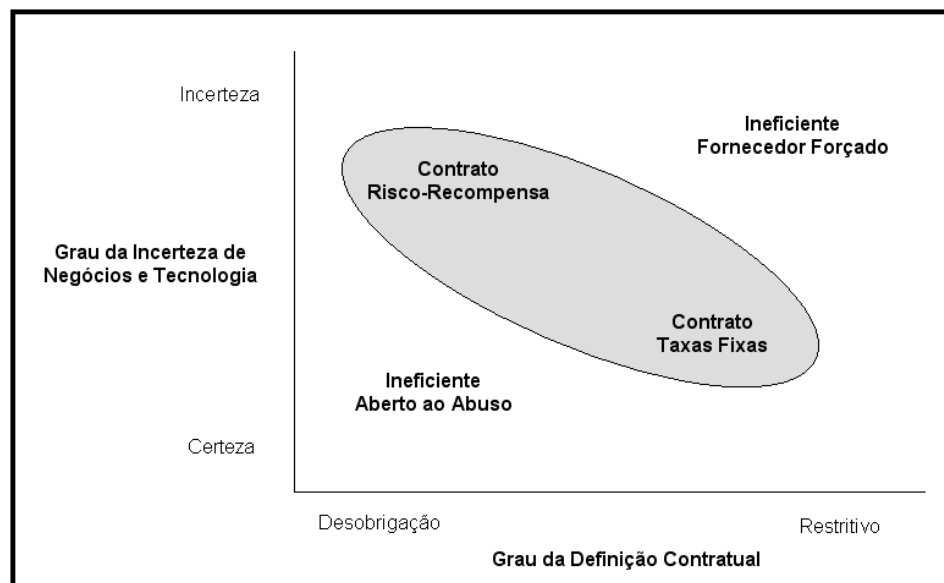 Incerteza
Ineficiente
Fornecedor Forçado
Contrato
Risco-Recompensa
Grau da Incerteza de
Negócios e Tecnologia
Contrato
Taxas Fixas
Ineficiente
Aberto ao Abuso
Certeza
Desobrigação
Restritivo
Grau da Definição Contratual